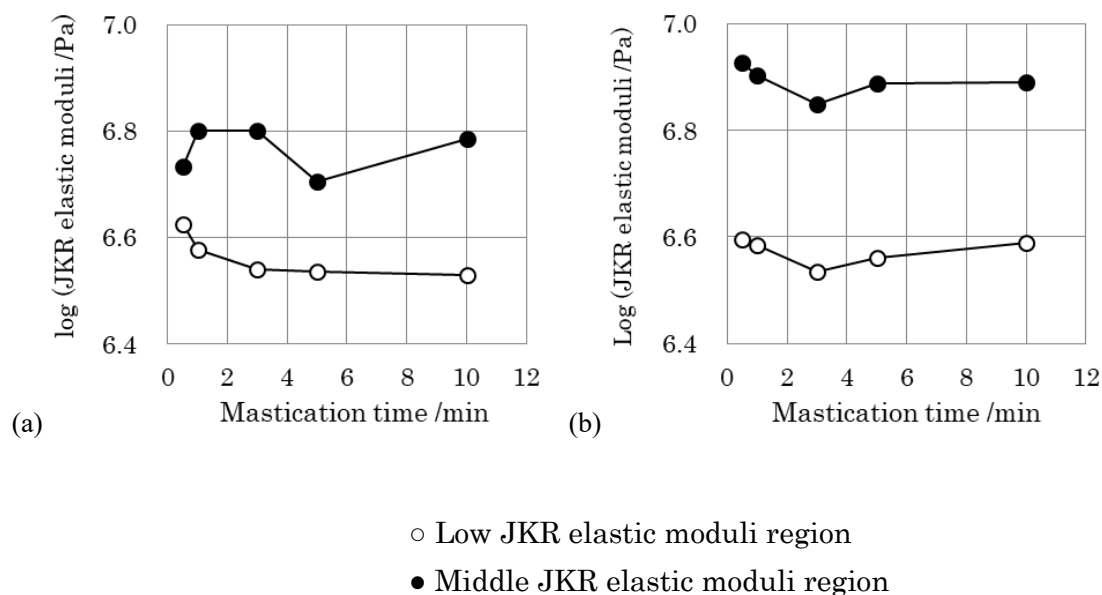 log (JKR elastic moduli /Pa)
7.0
6.8
6.6
6.4
0 2 4 6 8 10 12
Mastication time /min
(a)
Log (JKR elastic moduli /Pa)
7.0
6.8
6.6
6.4
0 2 4 6 8 10 12
Mastication time /min
(b)
○ Low JKR elastic moduli region
● Middle JKR elastic moduli region